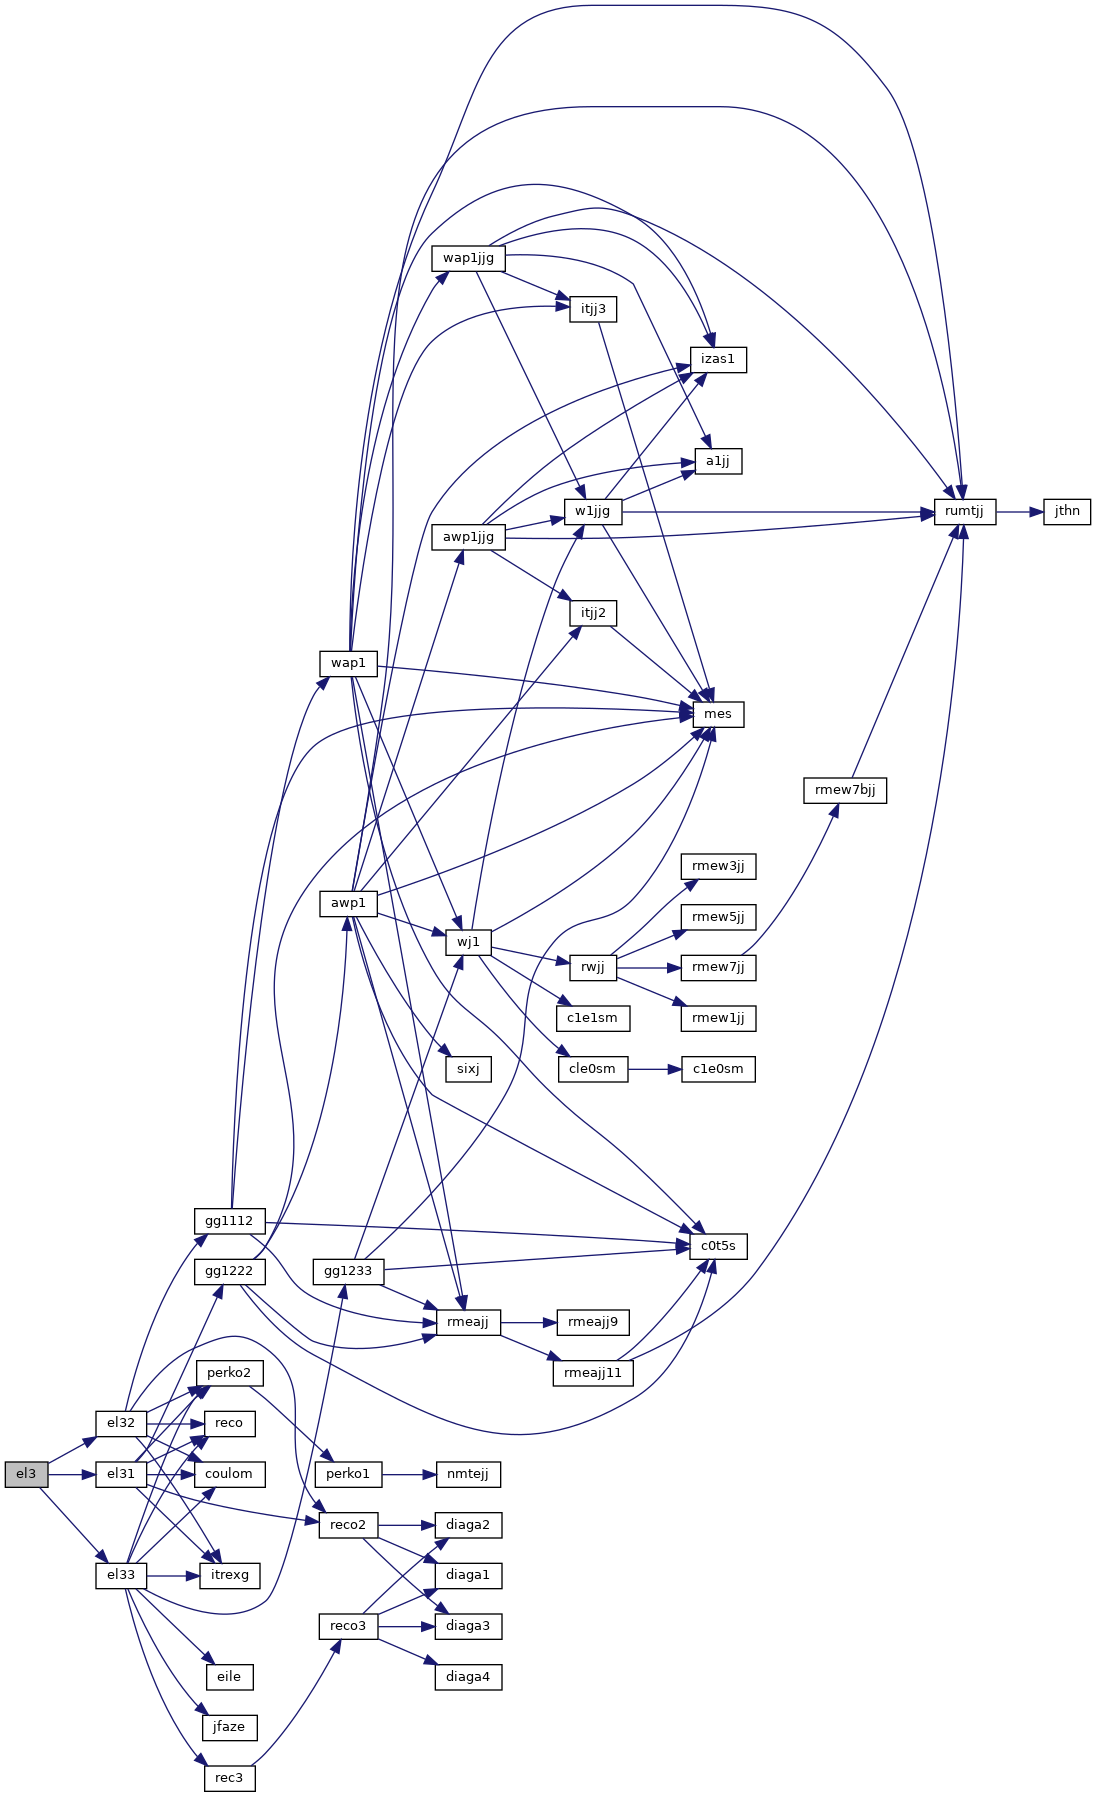 wap1jjg
itjj3
izas1
a1jj
w1jjg
rumtjj
jthn
awp1jjg
itjj2
wap1
mes
rmew7bjj
rmew3jj
awp1
rmew5jj
wj1
rwjj
rmew7jj
c1e1sm
rmew1jj
sixj
cle0sm
c1e0sm
gg1112
c0t5s
gg1222
gg1233
rmeajj
rmeajj9
perko2
rmeajj11
el32
reco
el3
el31
coulom
perko1
nmtejj
reco2
diaga2
el33
itrexg
diaga1
reco3
diaga3
eile
diaga4
jfaze
rec3